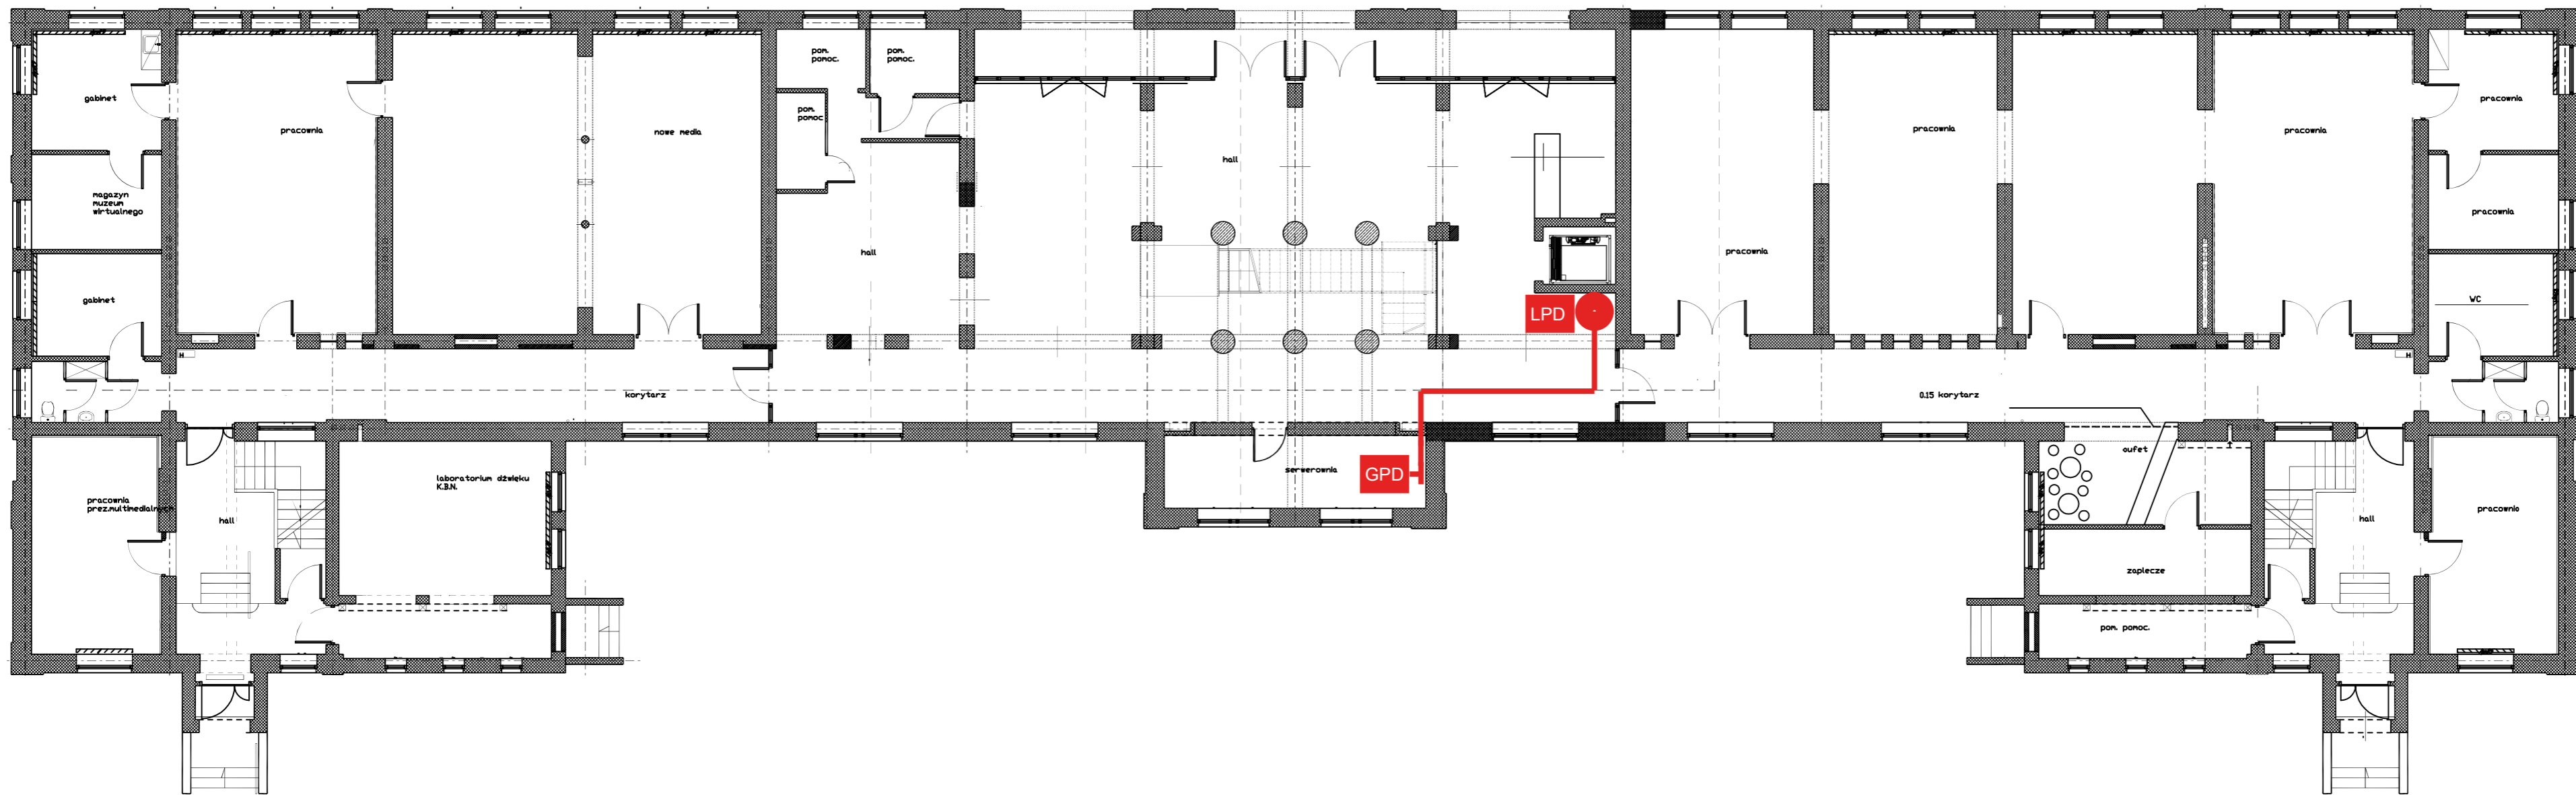 pom.
pomoc.
pom.
pomoc.
gabinet
pom.
pomoc
pracownia
nowe media
hall
pracownia
pracownia
pracownia
magazyn
muzeum
wirtualnego
pracownia
hall
pracownia
gabinet
WC
LPD
H
H
korytarz
0.15 korytarz
serwerownia
GPD
oufet
laboratorium dźwięku
K.B.N.
pracownia
prez.multimedialnych
hall
hall
pracownia
zaplecze
pom. pomoc.